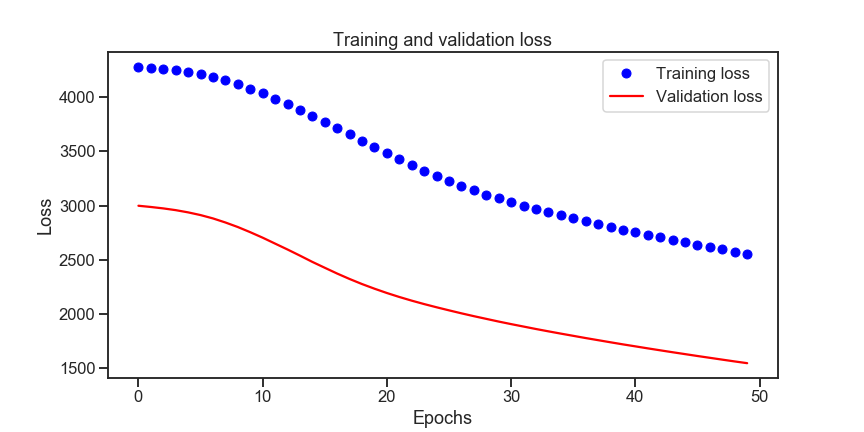 Training and validation loss
Training loss
Validation loss
4000
3500
3000
2500
2000
1500
Loss
0 10 20 30 40 50
Epochs